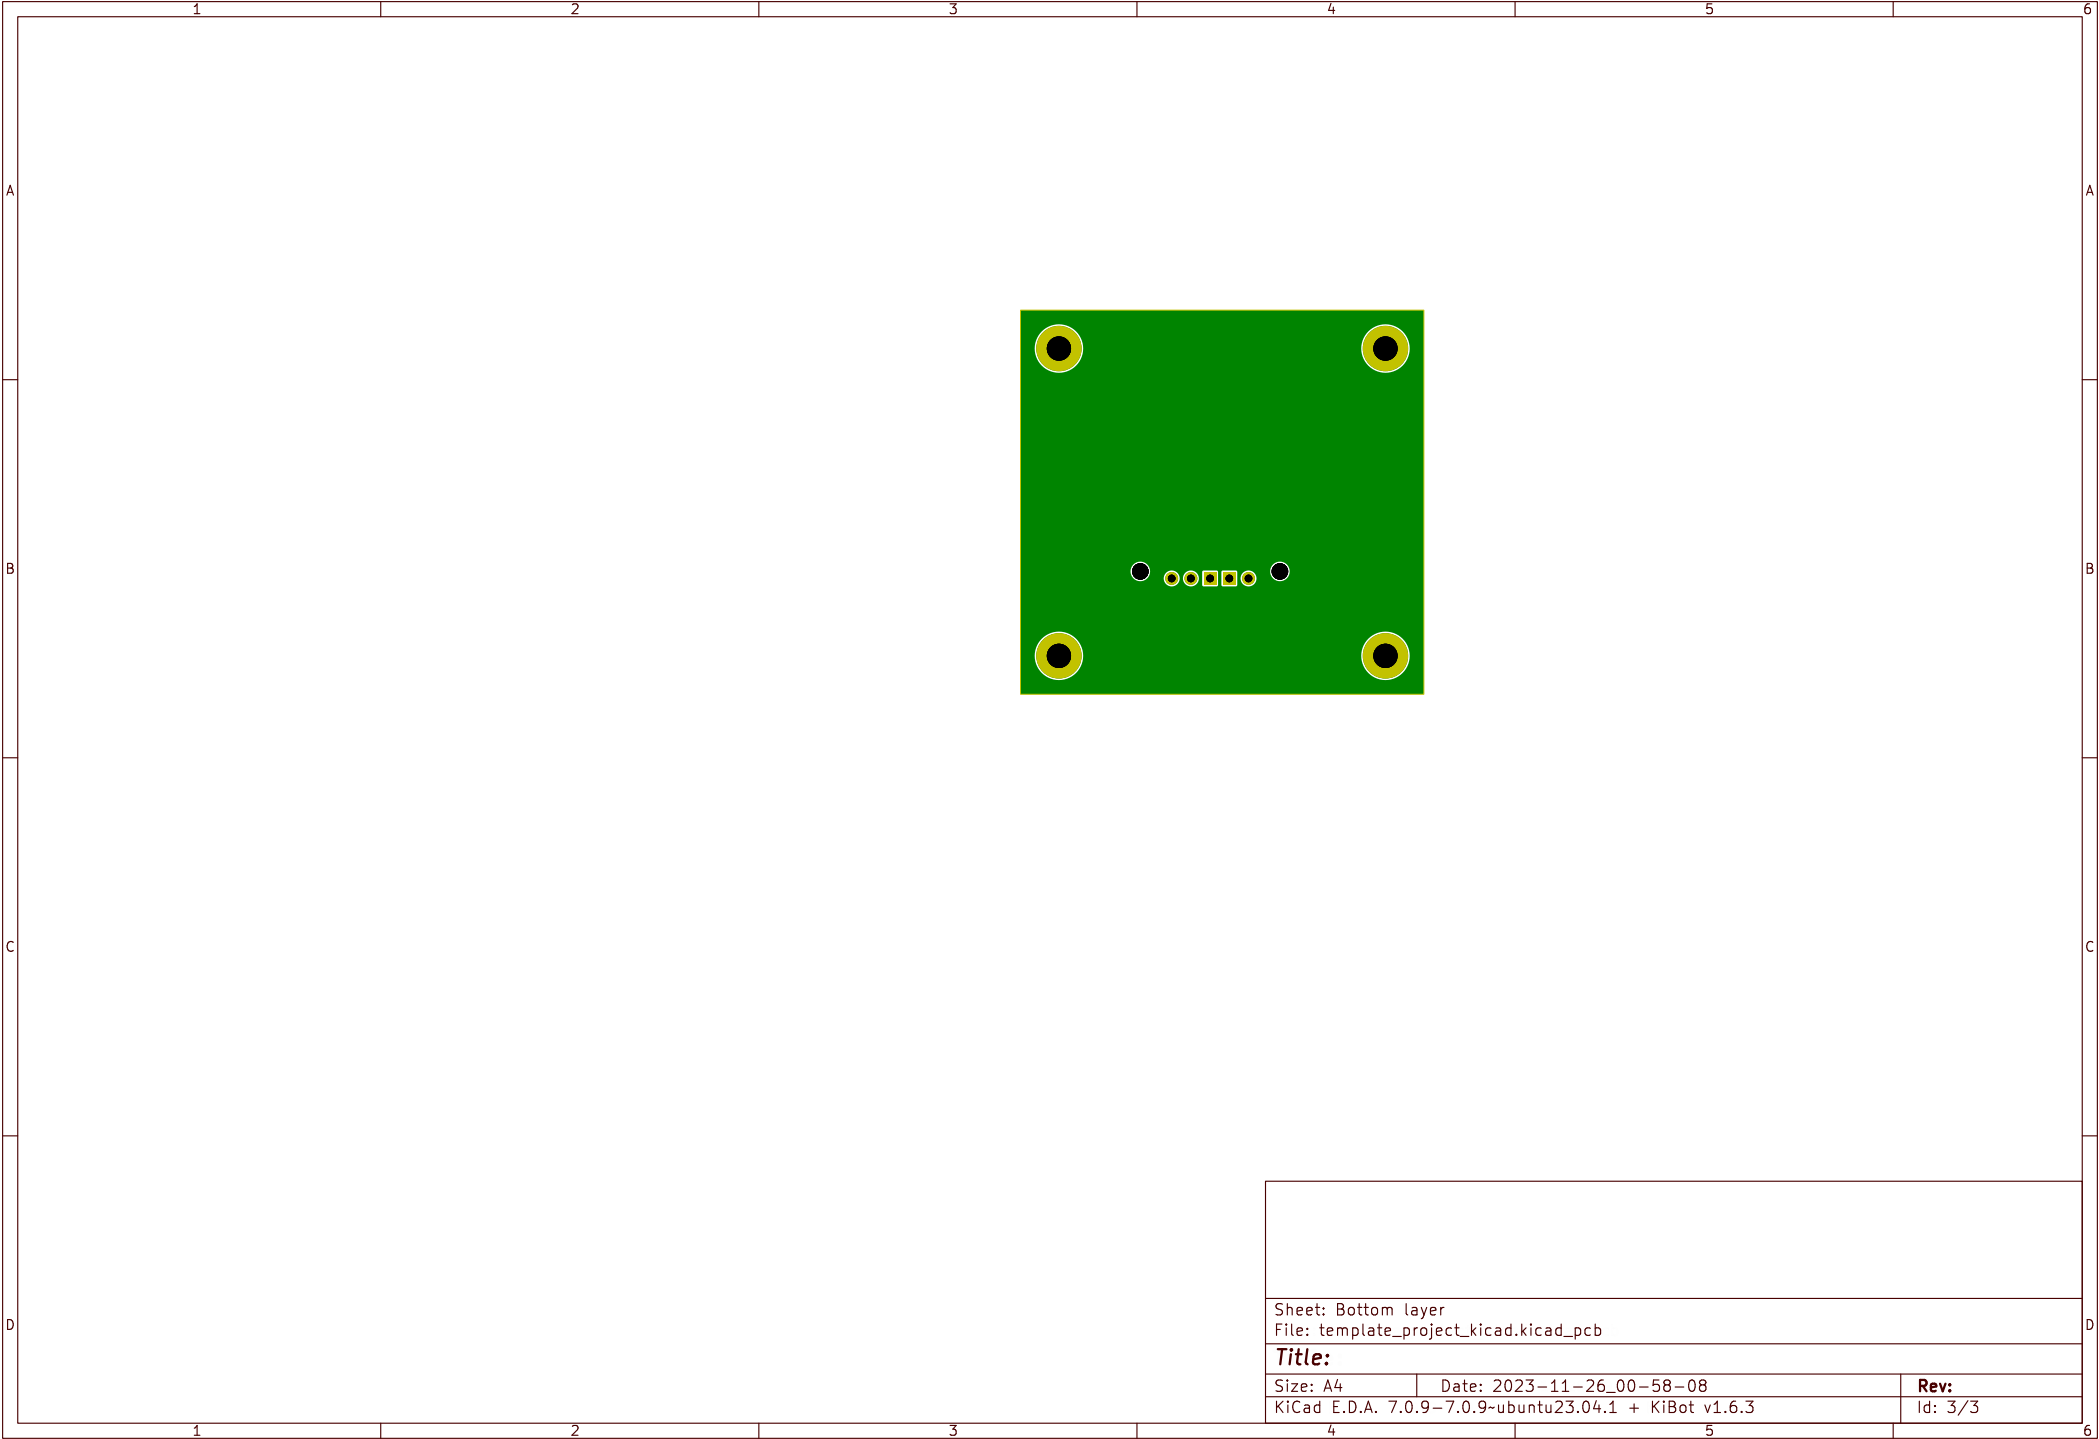 1 2 3 4 5 6
A A
B B
C C
D D
Sheet: Bottom layer
File: template_project_kicad.kicad_pcb
Title:
Size: A4 Date: 2023-11-26_00-58-08 Rev:
KiCad E.D.A. 7.0.9-7.0.9~ubuntu23.04.1 + KiBot v1.6.3 Id: 3/3
1 2 3 4 5 6